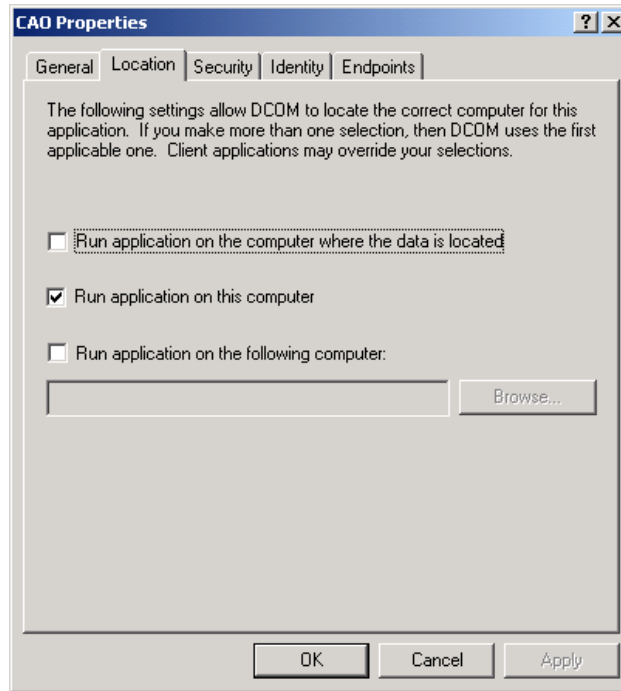 CAO Properties
General Location Security Identity Endpoints
The following settings allow DCOM to locate the correct computer for this
application. If you make more than one selection, then DCOM uses the first
applicable one. Client applications may override your selections.
Run application on the computer where the data is located
Run application on this computer
Run application on the following computer:
Browse...
OK Cancel Apply